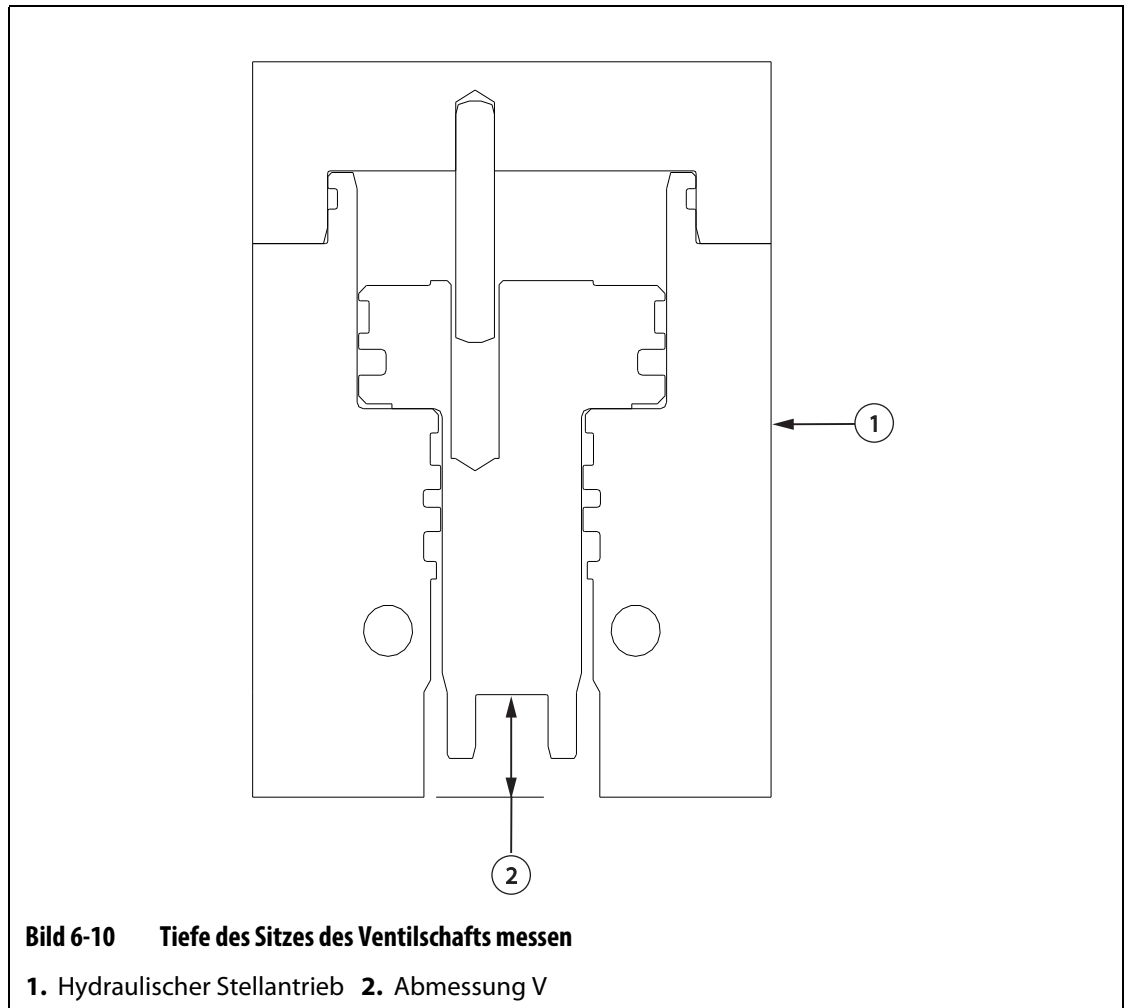 1
2
Bild 6-10 Tiefe des Sitzes des Ventilschafts messen
1. Hydraulischer Stellantrieb 2. Abmessung V